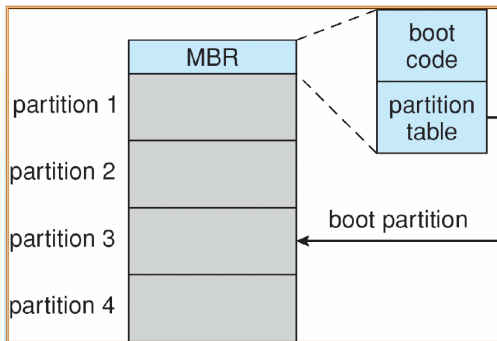 MBR
boot
code
partition
table
partition 1
partition 2
boot partition
partition 3
partition 4